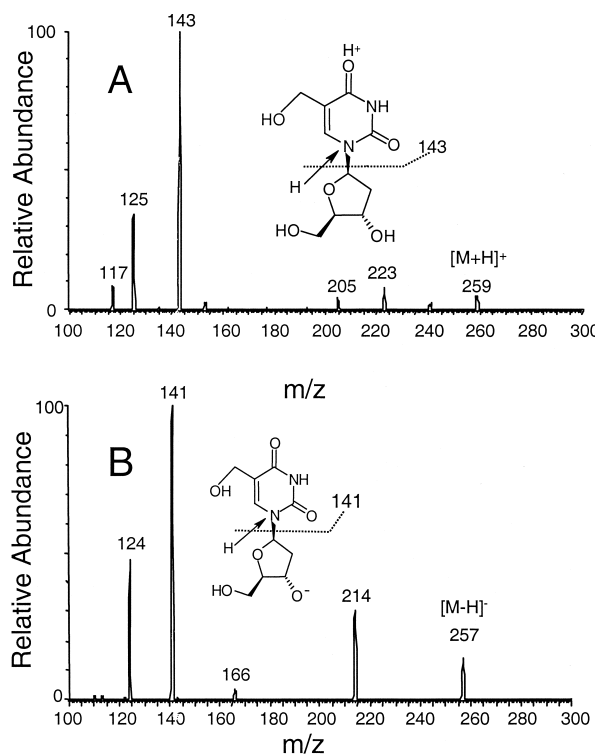 A
Relative Abundance
100
0
143
125
117
205
223
[M+H]+
259
H+
O
HO
NH
N
O
143
H
O
HO
OH
100 120 143 160 180 200 220 240 260 280 300
m/z
B
Relative Abundance
100
0
141
124
166
214
[M-H]-
257
O
OH
NH
N
O
141
H
O
HO
O-
100 120 140 160 180 200 220 240 260 280 300
m/z